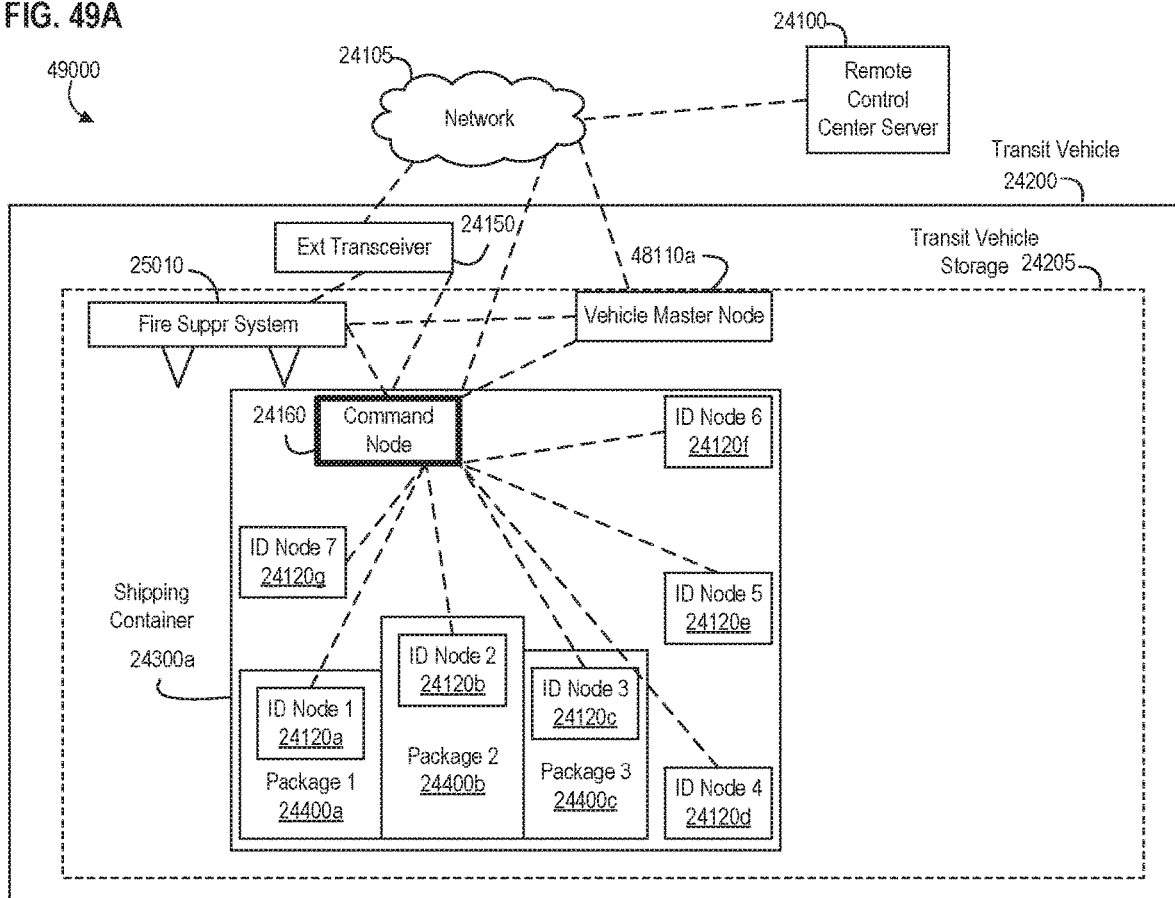 FIG. 49A
49000
24105
24100
Network
Remote
Control
Center Server
Transit Vehicle
24200
Ext Transceiver
24150
48110a
Transit Vehicle
Storage 24205
25010
Fire Suppr System
Vehicle Master Node
24160
Command
Node
ID Node 6
24120f
ID Node 7
24120g
ID Node 5
24120e
Shipping
Container
24300a
ID Node 2
24120b
ID Node 3
24120c
ID Node 1
24120a
Package 2
24400b
Package 3
24400c
Package 1
24400a
ID Node 4
24120d